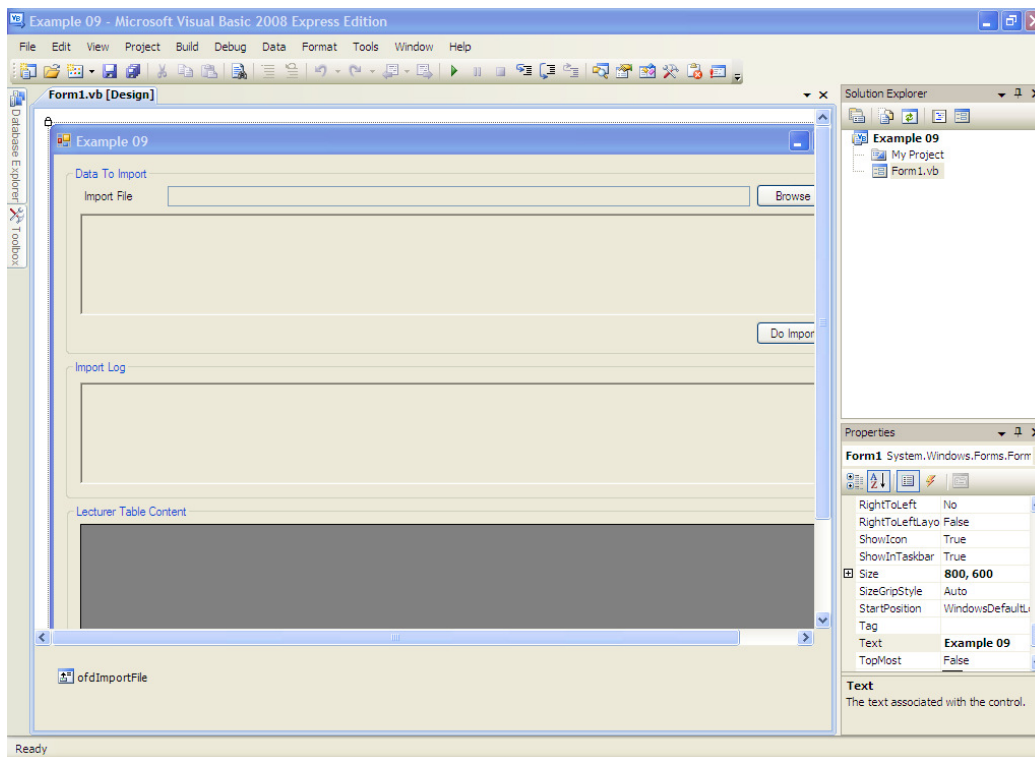 Example 09 - Microsoft Visual Basic 2008 Express Edition
File Edit View Project Build Debug Data Format Tools Window Help
Database Explorer
Toolbox
Form1.vb [Design]
Example 09
Data To Import
Import File
Browse
Do Impor
Import Log
Lecturer Table Content
ofdImportFile
Solution Explorer
Example 09
My Project
Form1.vb
Properties
Form1 System.Windows.Forms.Form
RightToLeft No
RightToLeftLayo False
ShowIcon True
ShowInTaskbar True
Size 800, 600
SizeGripStyle Auto
StartPosition WindowsDefaultL
Tag
Text Example 09
TopMost False
Text
The text associated with the control.
Ready